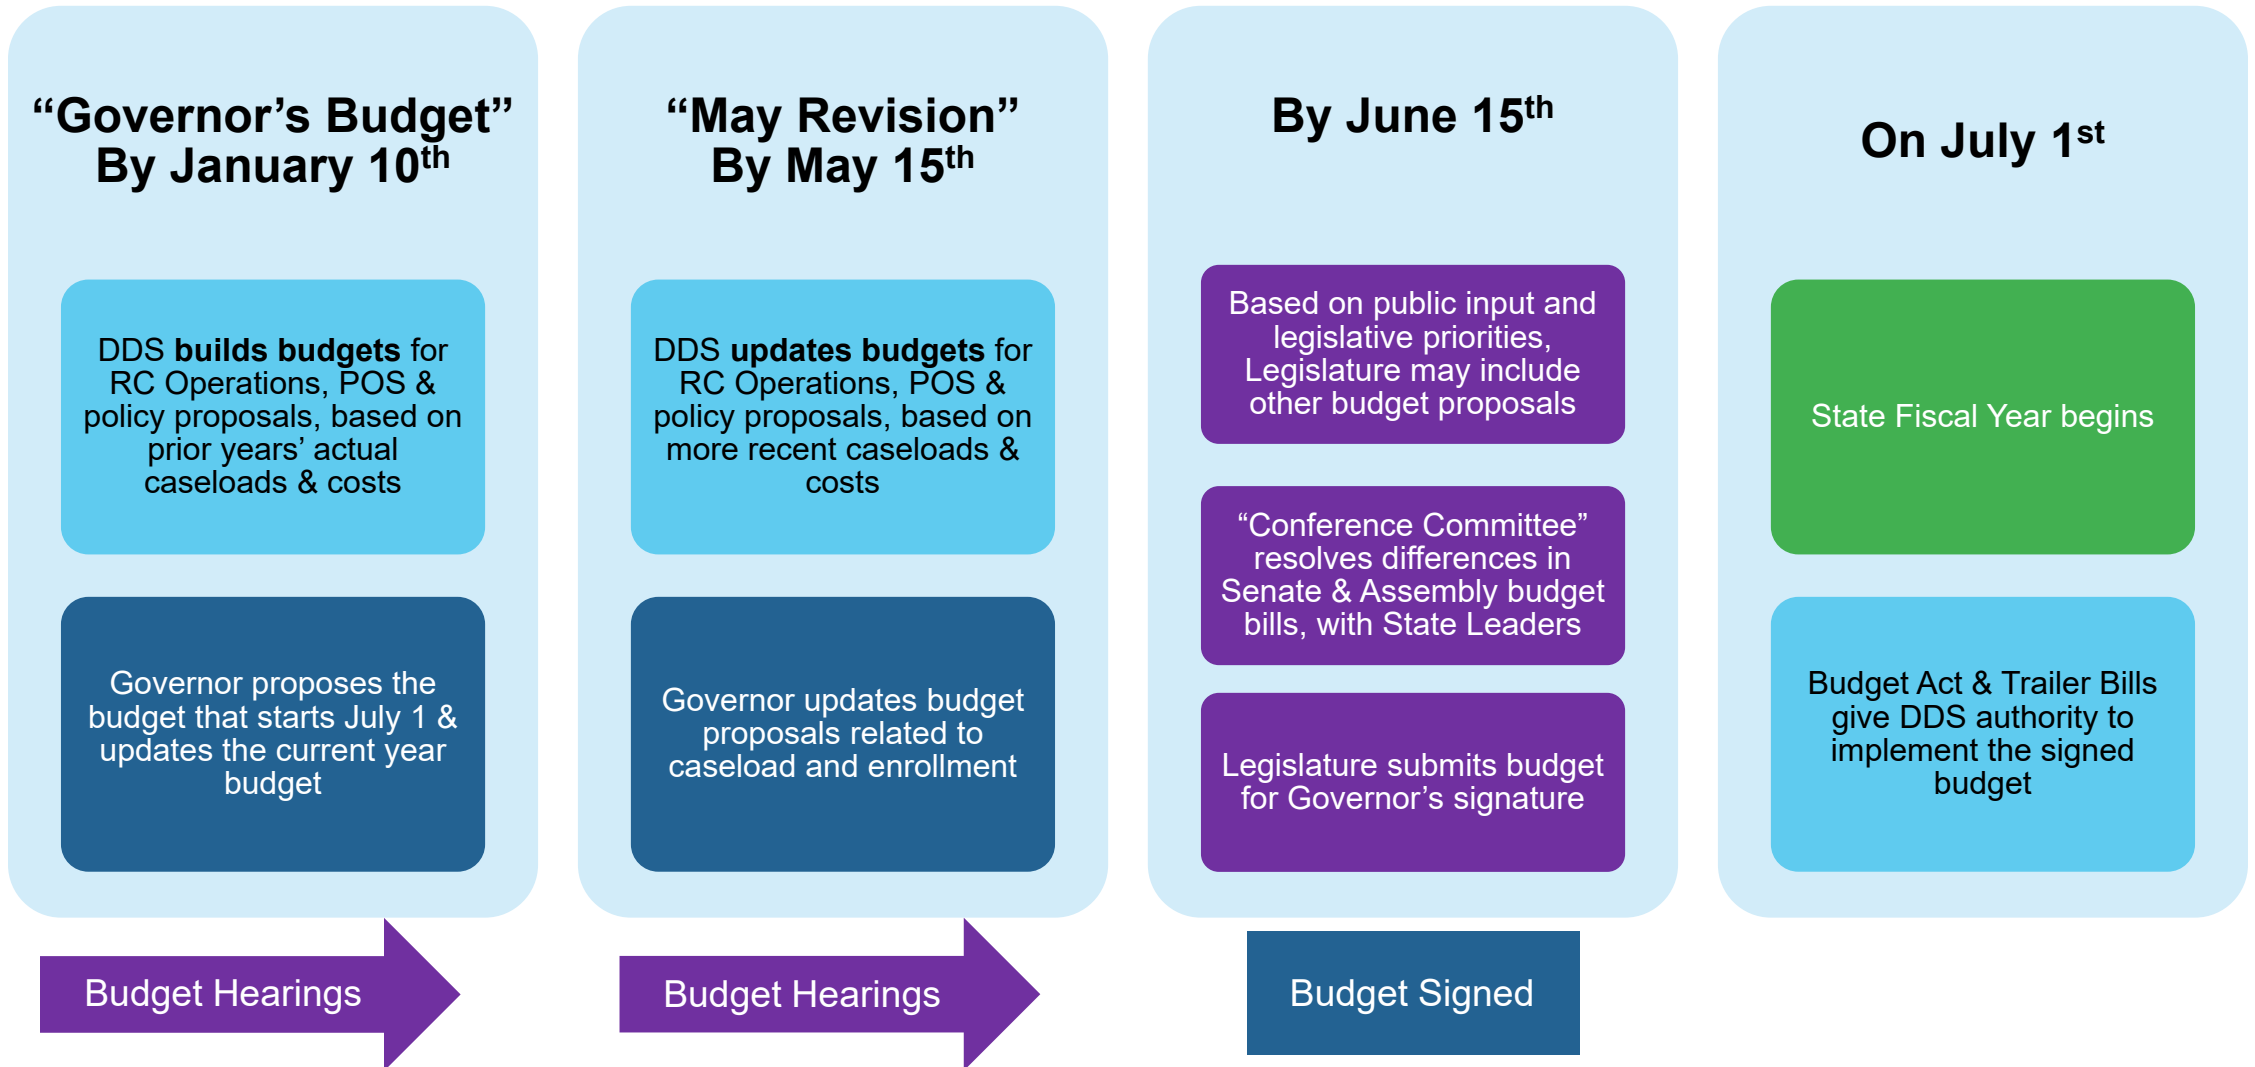 “Governor’s Budget”
By January 10th
DDS builds budgets for
RC Operations, POS &
policy proposals, based on
prior years’ actual
caseloads & costs
Governor proposes the
budget that starts July 1 &
updates the current year
budget
Budget Hearings
“May Revision”
By May 15th
DDS updates budgets for
RC Operations, POS &
policy proposals, based on
more recent caseloads &
costs
Governor updates budget
proposals related to
caseload and enrollment
Budget Hearings
By June 15th
Based on public input and
legislative priorities,
Legislature may include
other budget proposals
“Conference Committee”
resolves differences in
Senate & Assembly budget
bills, with State Leaders
Legislature submits budget
for Governor’s signature
Budget Signed
On July 1st
State Fiscal Year begins
Budget Act & Trailer Bills
give DDS authority to
implement the signed
budget